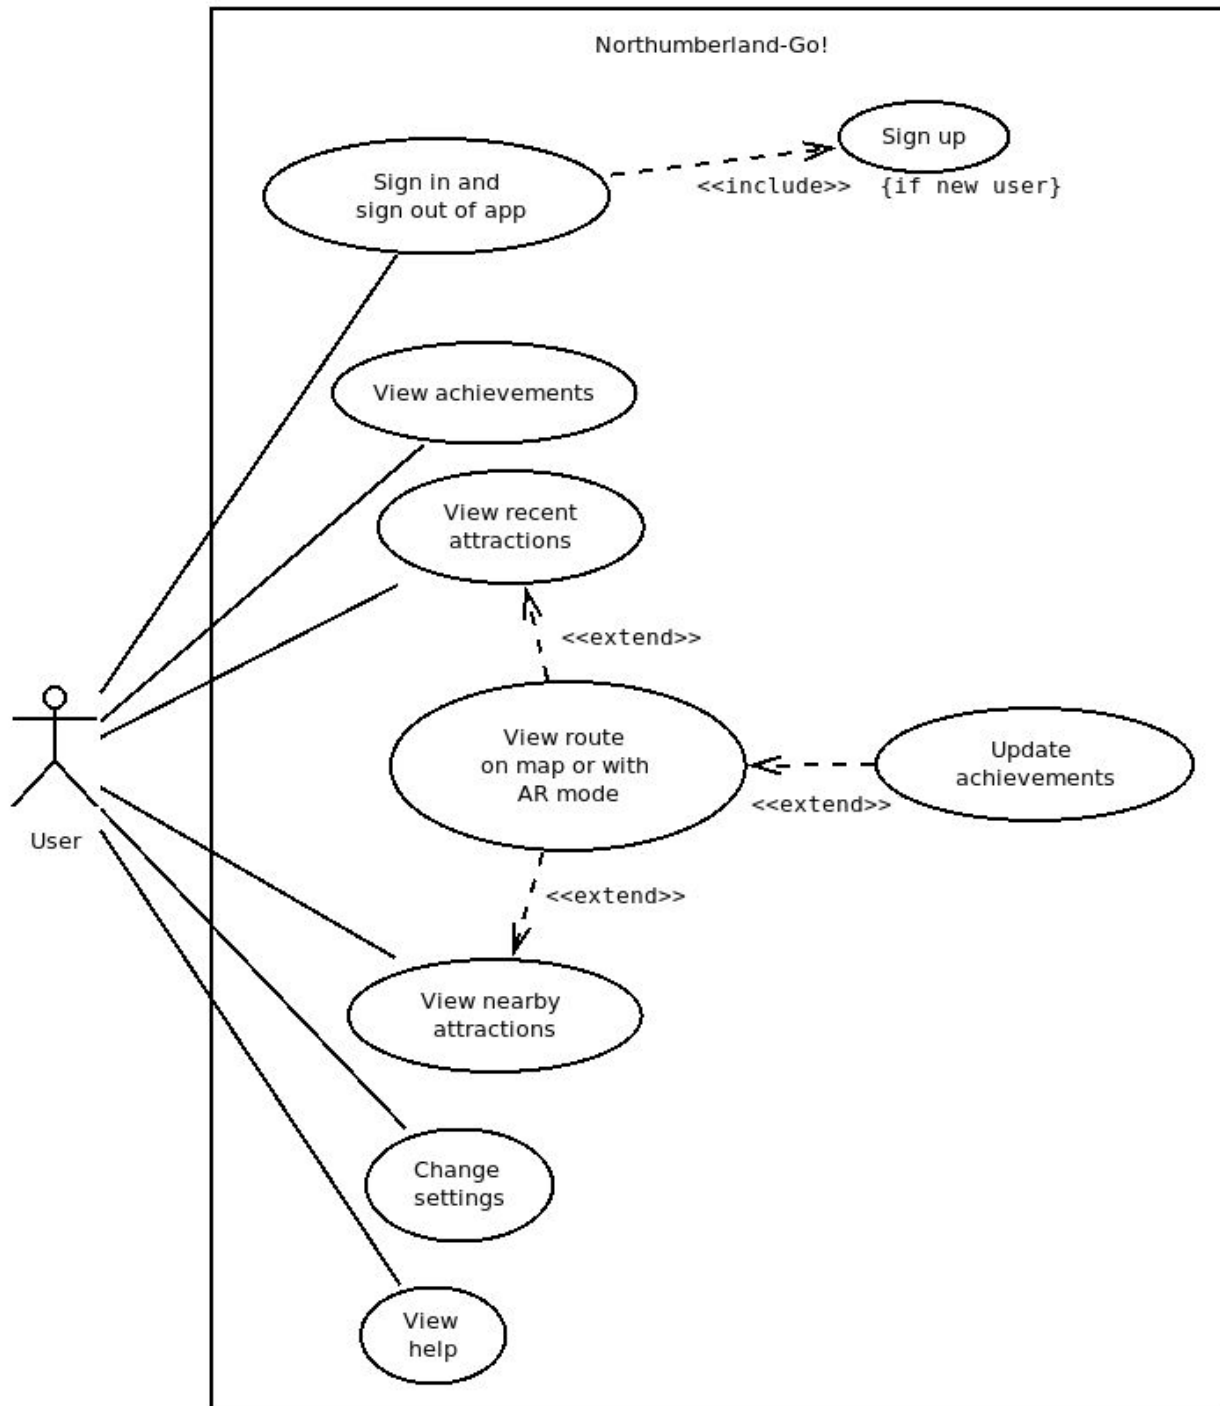 Northumberland-Go!
Sign up
<<include>> {if new user}
Sign in and
sign out of app
View achievements
View recent
attractions
<<extend>>
View route
on map or with
AR mode
Update
achievements
<<extend>>
User
<<extend>>
View nearby
attractions
Change
settings
View
help